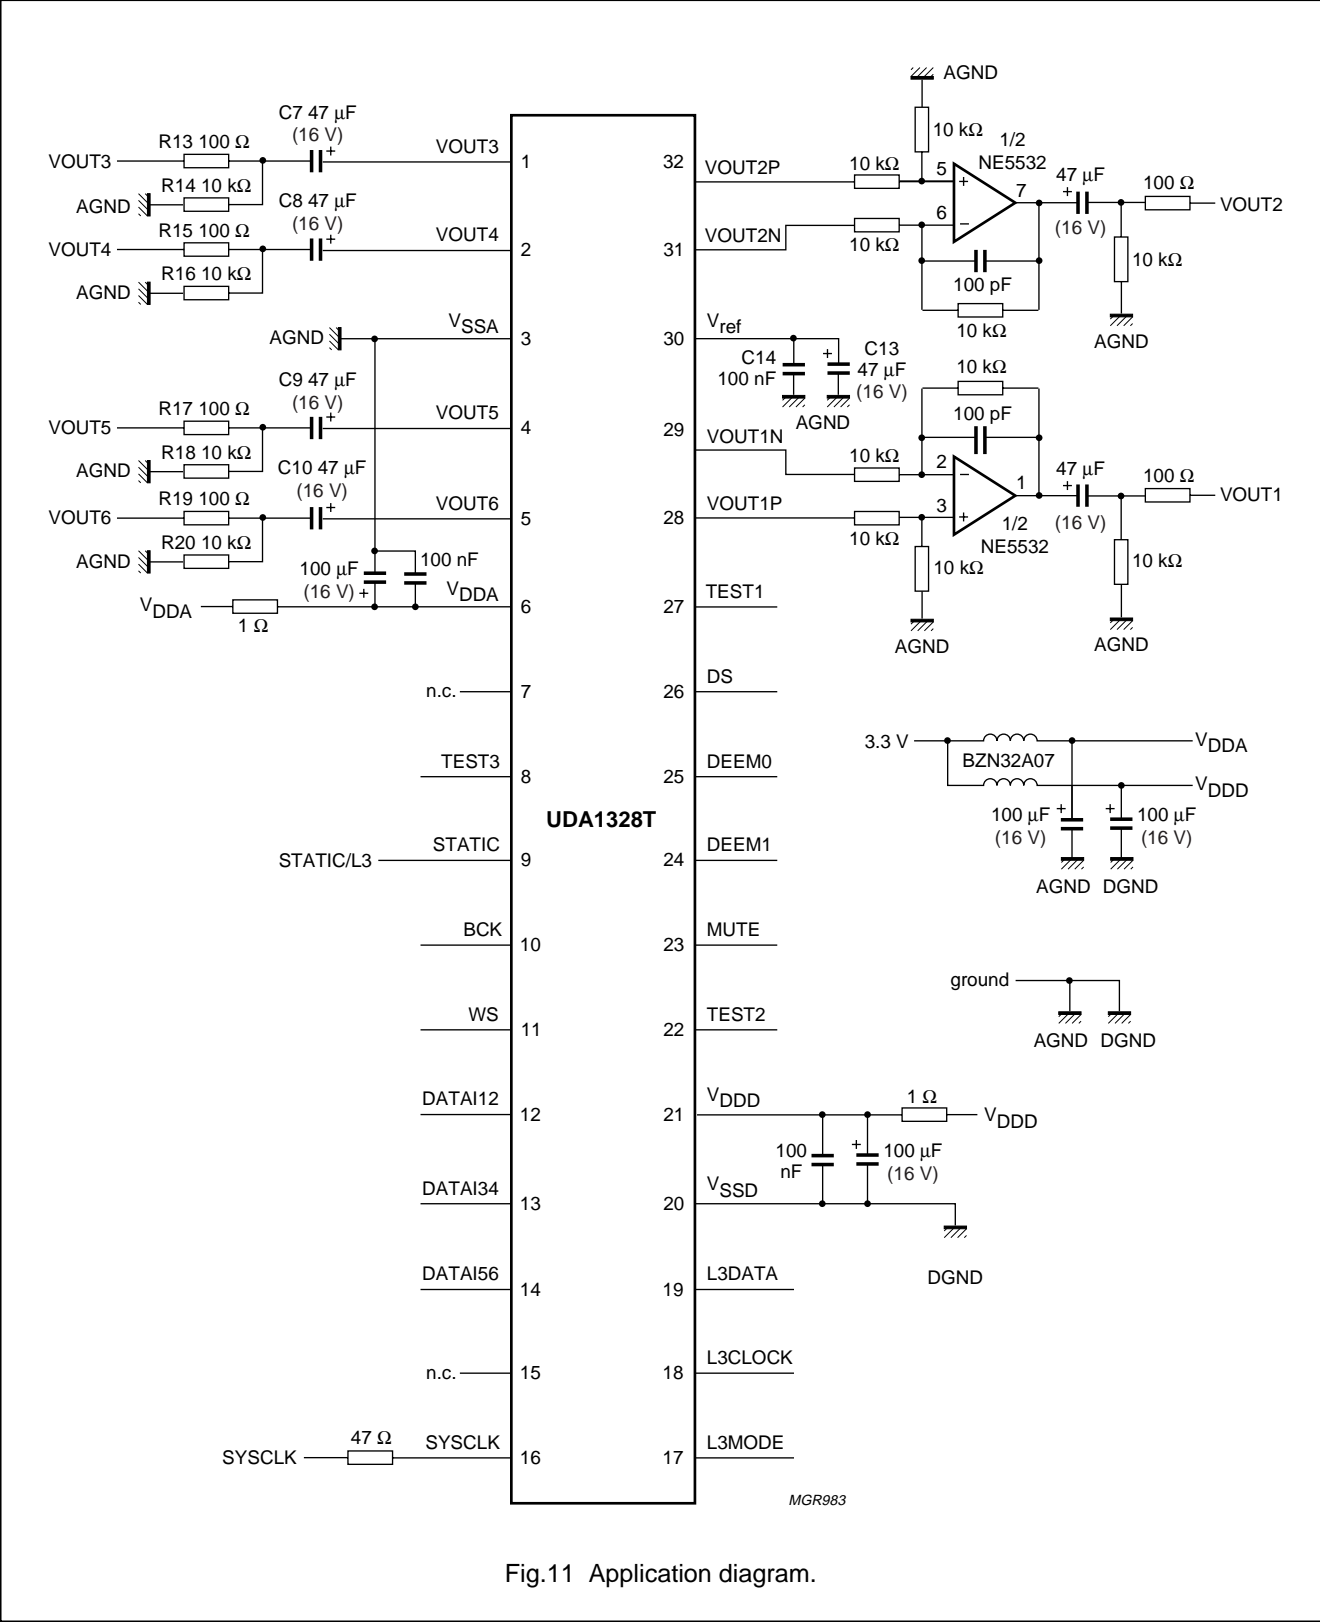 AGND
10 kΩ
1/2
NE5532
C7 47 μF
(16 V)
+
R13 100 Ω
VOUT3
VOUT3
1
R14 10 kΩ
AGND
C8 47 μF
(16 V)
+
R15 100 Ω
VOUT4
VOUT4
2
R16 10 kΩ
AGND
AGND
VSSA
3
C9 47 μF
(16 V)
+
R17 100 Ω
VOUT5
VOUT5
4
R18 10 kΩ
AGND
C10 47 μF
(16 V)
+
R19 100 Ω
VOUT6
VOUT6
5
R20 10 kΩ
AGND
100 μF
(16 V) +
100 nF
VDDA
1 Ω
VDDA
6
n.c.
7
TEST3
8
UDA1328T
STATIC/L3
STATIC
9
BCK
10
WS
11
DATAI12
12
DATAI34
13
DATAI56
14
n.c.
15
SYSCLK
47 Ω
SYSCLK
16
32
VOUT2P
10 kΩ
5
+
7
47 μF
+
(16 V)
100 Ω
VOUT2
31
VOUT2N
10 kΩ
6
−
10 kΩ
AGND
100 pF
10 kΩ
30
Vref
C14
100 nF
+
C13
47 μF
(16 V)
AGND
10 kΩ
100 pF
29
VOUT1N
10 kΩ
2
−
1
47 μF
+
(16 V)
100 Ω
VOUT1
28
VOUT1P
10 kΩ
3
+
1/2
NE5532
10 kΩ
AGND
10 kΩ
AGND
27
TEST1
26
DS
25
DEEM0
24
DEEM1
23
MUTE
22
TEST2
3.3 V
BZN32A07
VDDA
VDDD
100 μF
(16 V)
+
+
100 μF
(16 V)
AGND
DGND
ground
AGND
DGND
21
VDDD
1 Ω
VDDD
100
nF
+
100 μF
(16 V)
20
VSSD
DGND
19
L3DATA
18
L3CLOCK
17
L3MODE
MGR983
Fig.11 Application diagram.